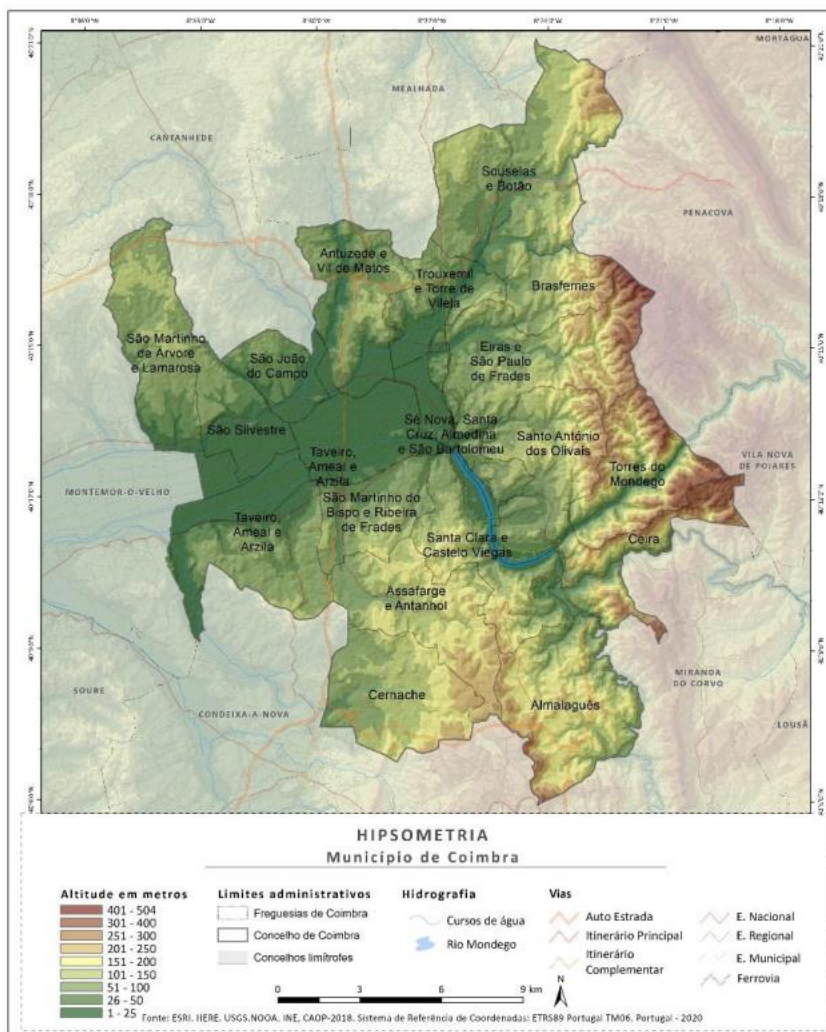 MORTÁGUA
MEALHADA
CANTANHEDE
Souselas
e Botão
PENACOVA
Antuzede e
Vil de Matos
Trouxemil
e Torre de
Vilela
Brasfemes
São Martinho
de Árvore
e Lamarosa
São João
do Campo
Eiras e
São Paulo
de Frades
São Silvestre
Sé Nova, Santa
Cruz, Almedina
e São Bartolomeu
Santo António
dos Olivais
Taveiro,
Ameal e
Arzila
Torres do
Mondego
VILA NOVA
DE POIARES
MONTEMOR-O-VELHO
São Martinho do
Bispo e Ribeira
de Frades
Taveiro,
Ameal e
Arzila
Santa Clara e
Castelo Viegas
Ceira
Assafarge
e Antanhol
SOURE
Cernache
MIRANDA
DO CORVO
CONDEIXA-A-NOVA
Almalaguês
LOUSÃ
HIPSOMETRIA
Município de Coimbra
Altitude em metros
401 - 504
301 - 400
251 - 300
201 - 250
151 - 200
101 - 150
51 - 100
26 - 50
1 - 25
Limites administrativos
Freguesias de Coimbra
Concelho de Coimbra
Concelhos limítrofes
Hidrografia
Cursos de água
Rio Mondego
Vias
Auto Estrada
Itinerário Principal
Itinerário
Complementar
E. Nacional
E. Regional
E. Municipal
Ferrovia
0 3 6 9 km
N
Fonte: ESRI. HERE. USGS.NOOA. INE, CAOP-2018. Sistema de Referência de Coordenadas: ETRS89 Portugal TM06. Portugal - 2020